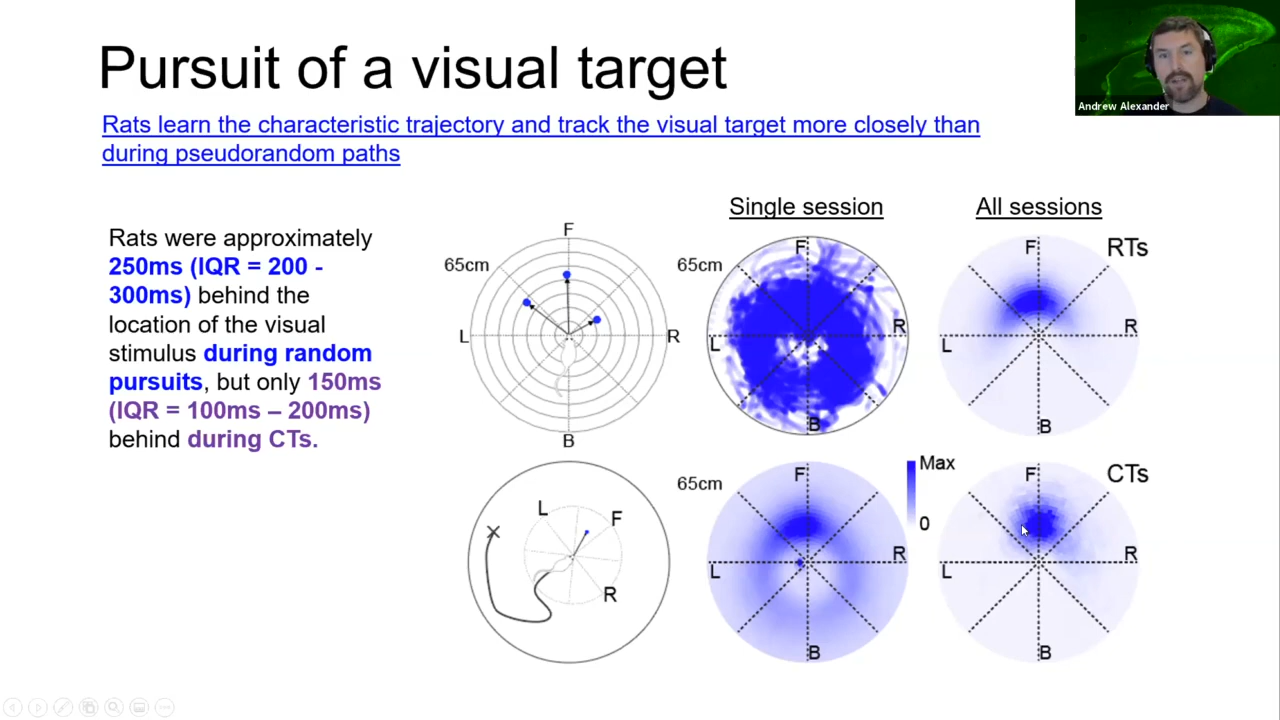 Pursuit of a visual target
Andrew Alexander
Rats learn the characteristic trajectory and track the visual target more closely than
during pseudorandom paths
Rats were approximately
250ms (IQR = 200 -
300ms) behind the
location of the visual
stimulus during random
pursuits, but only 150ms
(IQR = 100ms – 200ms)
behind during CTs.
F
65cm
L
R
B
L
F
R
Single session
65cm
F
L
R
B
65cm
F
L
R
B
Max
0
All sessions
RTs
F
L
R
B
CTs
F
L
R
B